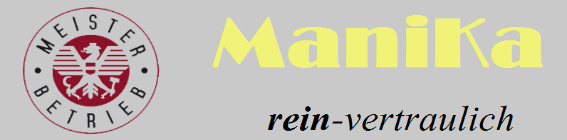 MEISTER
BETRIEB
ManiKa
rein-vertraulich